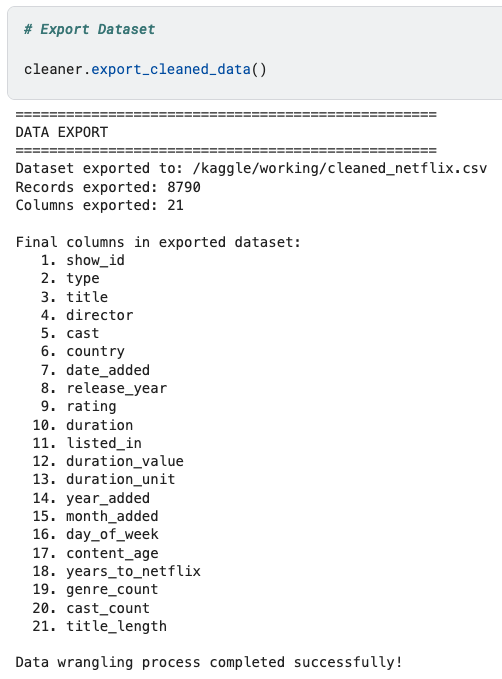 # Export Dataset
cleaner.export_cleaned_data()
==================================================
DATA EXPORT
==================================================
Dataset exported to: /kaggle/working/cleaned_netflix.csv
Records exported: 8790
Columns exported: 21
Final columns in exported dataset:
1. show_id
2. type
3. title
4. director
5. cast
6. country
7. date_added
8. release_year
9. rating
10. duration
11. listed_in
12. duration_value
13. duration_unit
14. year_added
15. month_added
16. day_of_week
17. content_age
18. years_to_netflix
19. genre_count
20. cast_count
21. title_length
Data wrangling process completed successfully!